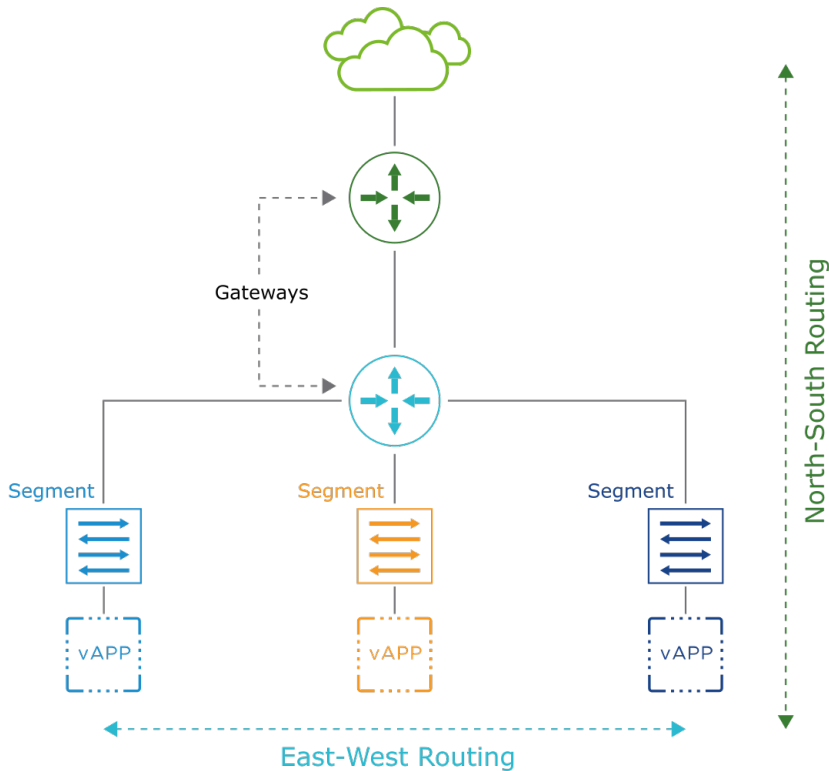 Gateways
North-South Routing
Segment
Segment
Segment
vAPP
vAPP
vAPP
East-West Routing